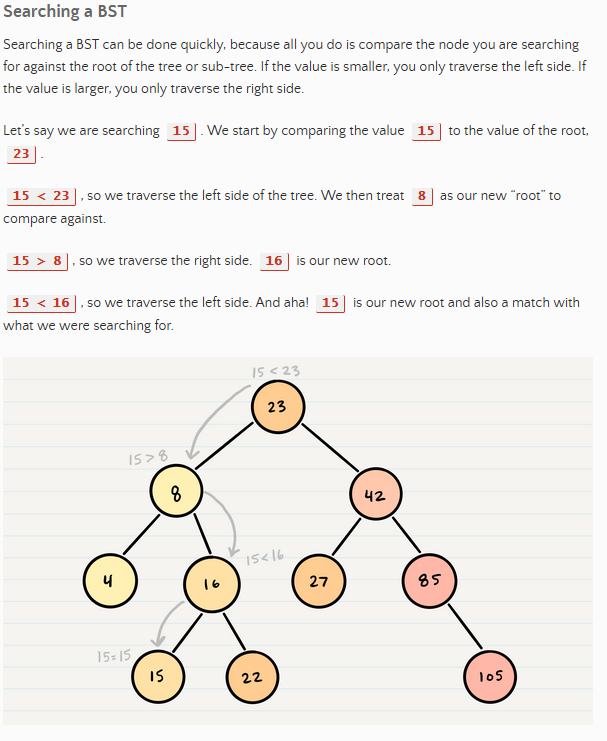 Searching a BST
Searching a BST can be done quickly, because all you do is compare the node you are searching
for against the root of the tree or sub-tree. If the value is smaller, you only traverse the left side. If
the value is larger, you only traverse the right side.
Let's say we are searching 15 . We start by comparing the value 15 to the value of the root,
23 .
15 < 23 , so we traverse the left side of the tree. We then treat 8 as our new "root" to
compare against.
15 > 8 , so we traverse the right side. 16 is our new root.
15 < 16 , so we traverse the left side. And aha! 15 is our new root and also a match with
what we were searching for.
15 < 23
23
15 > 8
8
42
15 < 16
4
16
27
85
15 = 15
15
22
105